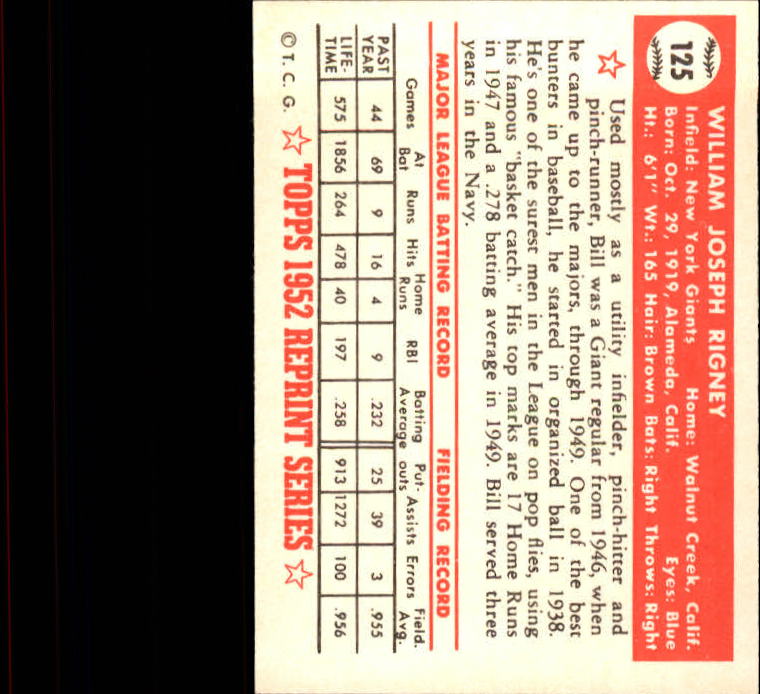 125
WILLIAM JOSEPH RIGNEY
Infield: New York Giants Home: Walnut Creek, Calif.
Born: Oct. 29, 1919, Alameda, Calif. Eyes: Blue
Ht.: 6'1" Wt.: 165 Hair: Brown Bats: Right Throws: Right
Used mostly as a utility infielder, pinch-hitter and
pinch-runner, Bill was a Giant regular from 1946, when
he came up to the majors, through 1949. One of the best
bunters in baseball, he started in organized ball in 1938.
He's one of the surest men in the League on pop flies, using
his famous "basket catch." His top marks are 17 Home Runs
in 1947 and a .278 batting average in 1949. Bill served three
years in the Navy.
MAJOR LEAGUE BATTING RECORD FIELDING RECORD
Games At Bat Runs Hits Home Runs RBI Batting Average Put-outs Assists Errors Field. Avg.
PAST YEAR 44 69 9 16 4 9 .232 25 39 3 .955
LIFE-TIME 575 1856 264 478 40 197 .258 913 1272 100 .956
© T. C. G. TOPPS 1952 REPRINT SERIES